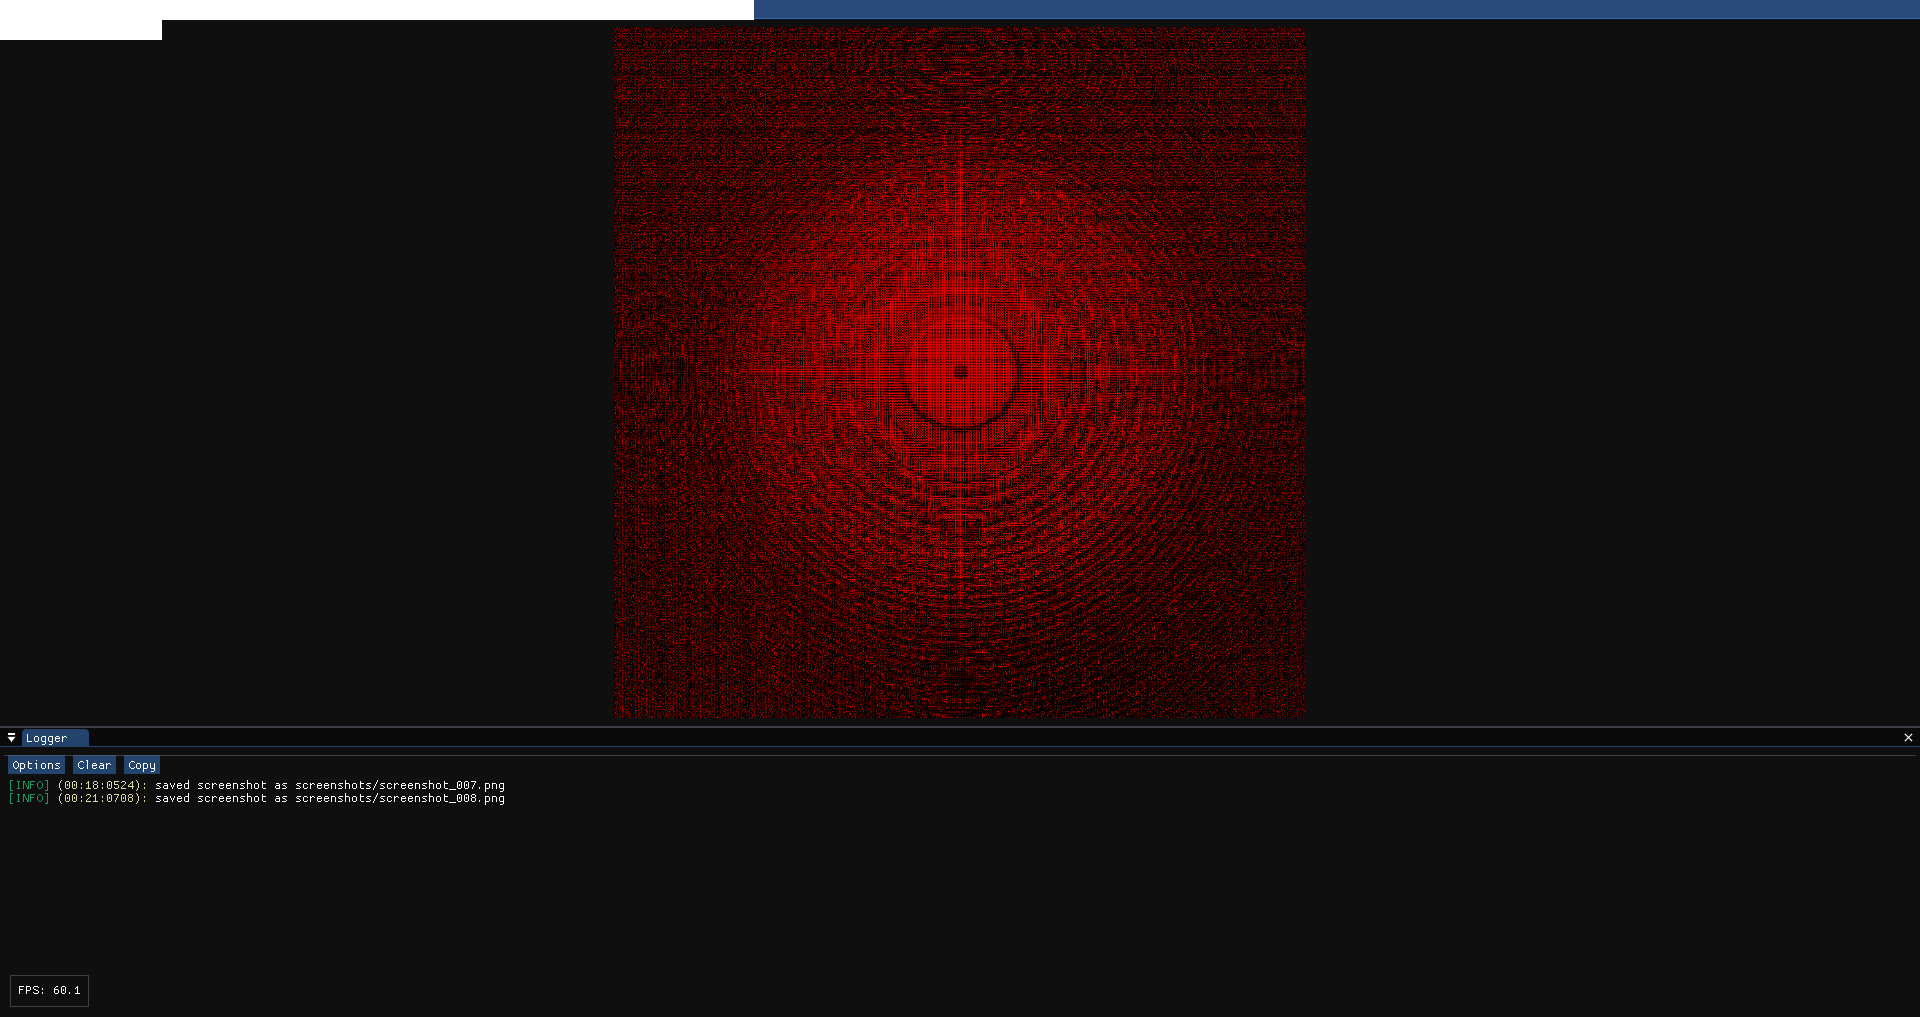 Logger
Options Clear Copy
[INFO] (00:18:0524): saved screenshot as screenshots/screenshot_007.png
[INFO] (00:21:0708): saved screenshot as screenshots/screenshot_008.png
FPS: 60.1